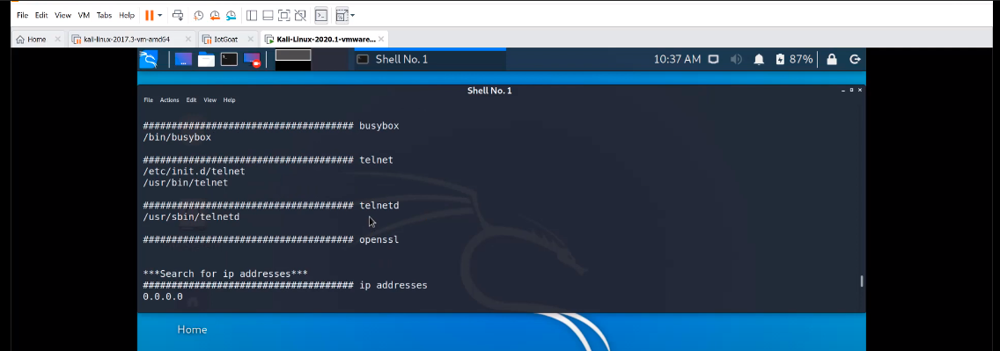 File Edit View VM Tabs Help
Home kali-linux-2017.3-vm-amd64 IotGoat Kali-Linux-2020.1-vmware...
Shell No. 1 10:37 AM 87%
Shell No. 1
File Actions Edit View Help
##################################### busybox
/bin/busybox
##################################### telnet
/etc/init.d/telnet
/usr/bin/telnet
##################################### telnetd
/usr/sbin/telnetd
##################################### openssl
***Search for ip addresses***
##################################### ip addresses
0.0.0.0
Home